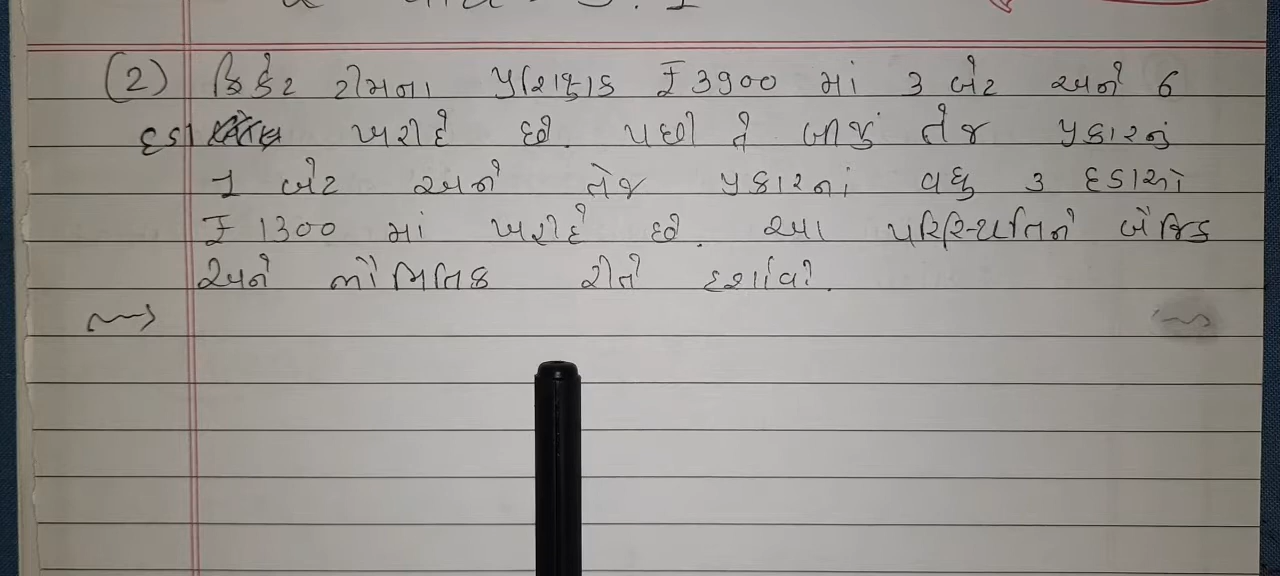 (2) ક્રિકેટ ટીમના પ્રશિક્ષક ₹ 3900 માં 3 બેટ અને 6
દડા ખરીદે છે. પછી તે બીજું તેજ પ્રકારનું
1 બેટ અને તેજ પ્રકારનાં વધુ 3 દડાઓ
₹ 1300 માં ખરીદે છે. આ પરિસ્થિતિને બૈજિક
અને ભૌમિતિક રીતે દર્શાવો.